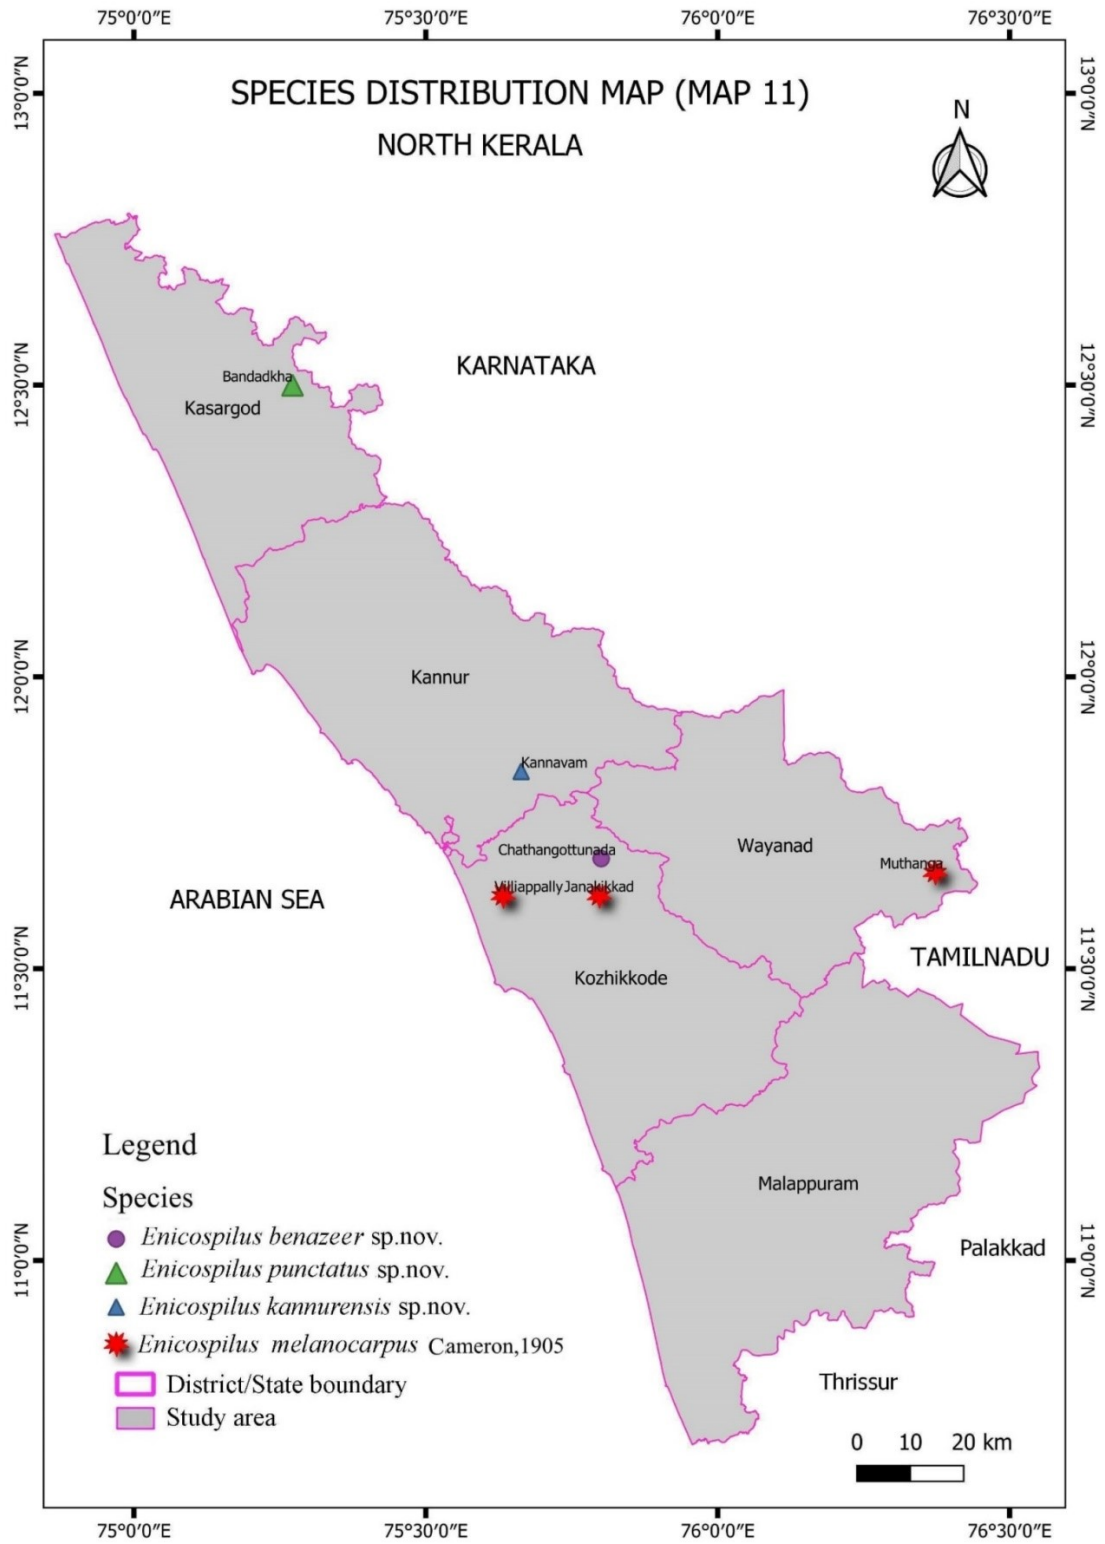 75°0'0"E 75°30'0"E 76°0'0"E 76°30'0"E
13°0'0"N 13°0'0"N
SPECIES DISTRIBUTION MAP (MAP 11)
N
NORTH KERALA
KARNATAKA
Bandadkha
12°30'0"N 12°30'0"N
Kasargod
Kannur
12°0'0"N 12°0'0"N
Kannavam
Chathangottunada
Wayanad
Muthanga
Villiappally Janakikkad
ARABIAN SEA
TAMILNADU
11°30'0"N 11°30'0"N
Kozhikkode
Legend
Malappuram
Species
Enicospilus benazeer sp.nov.
Palakkad
Enicospilus punctatus sp.nov.
11°0'0"N 11°0'0"N
Enicospilus kannurensis sp.nov.
Enicospilus melanocarpus Cameron,1905
District/State boundary
Thrissur
Study area
0 10 20 km
75°0'0"E 75°30'0"E 76°0'0"E 76°30'0"E